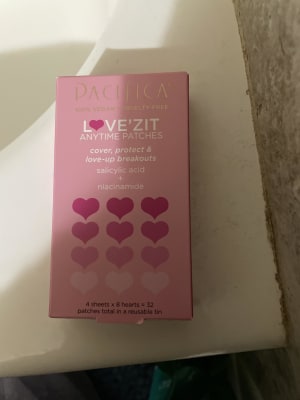 PACIFICA
100% VEGAN + CRUELTY-FREE
LOVE'ZIT
ANYTIME PATCHES
cover, protect &
love-up breakouts
salicylic acid
+
niacinamide
4 sheets x 8 hearts = 32
patches total in a reusable tin